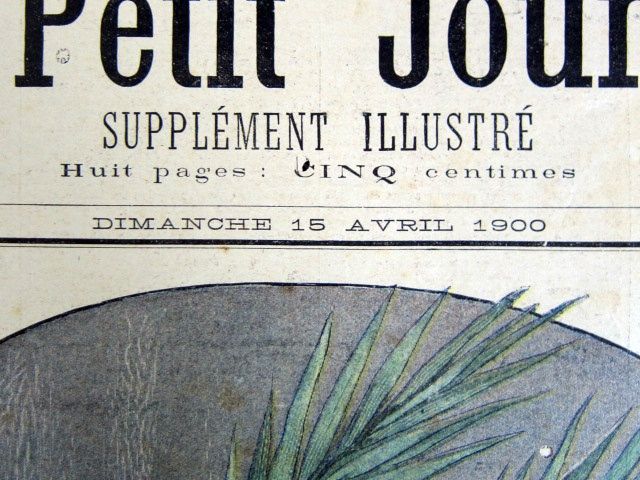 Petit Jour
SUPPLÉMENT ILLUSTRÉ
Huit pages: CINQ centimes
DIMANCHE 15 AVRIL 1900